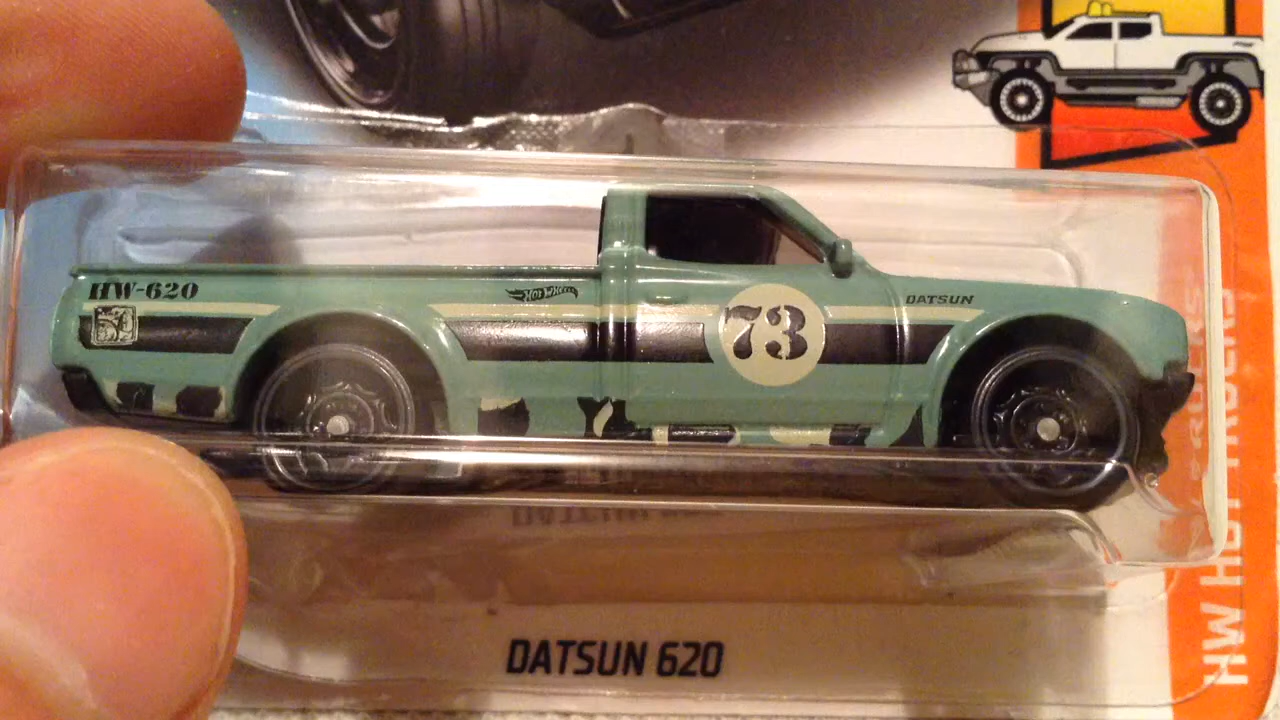 HW-620
Hot Wheels
73
DATSUN
DATSUN 620
HW HOT TRUCKS